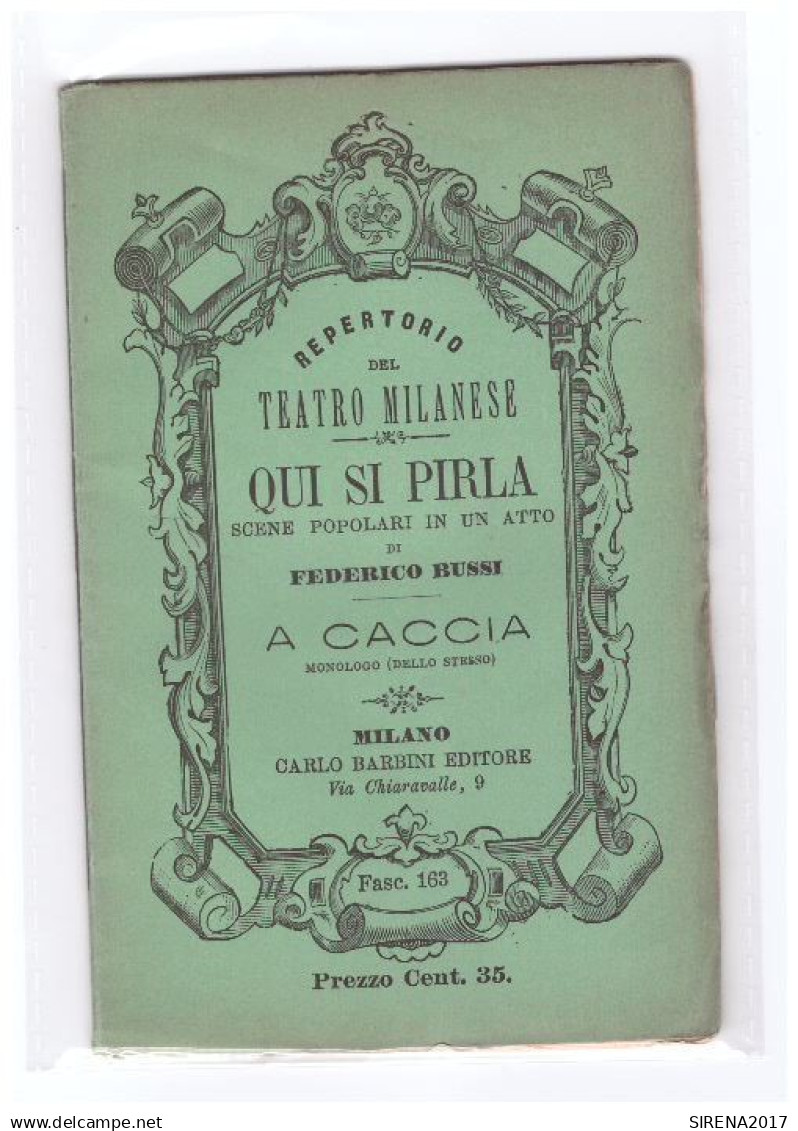 REPERTORIO
DEL
TEATRO MILANESE
QUI SI PIRLA
SCENE POPOLARI IN UN ATTO
DI
FEDERICO BUSSI
A CACCIA
MONOLOGO (DELLO STESSO)
MILANO
CARLO BARBINI EDITORE
Via Chiaravalle, 9
Fasc. 163
Prezzo Cent. 35.
delcampe.net
SIRENA2017